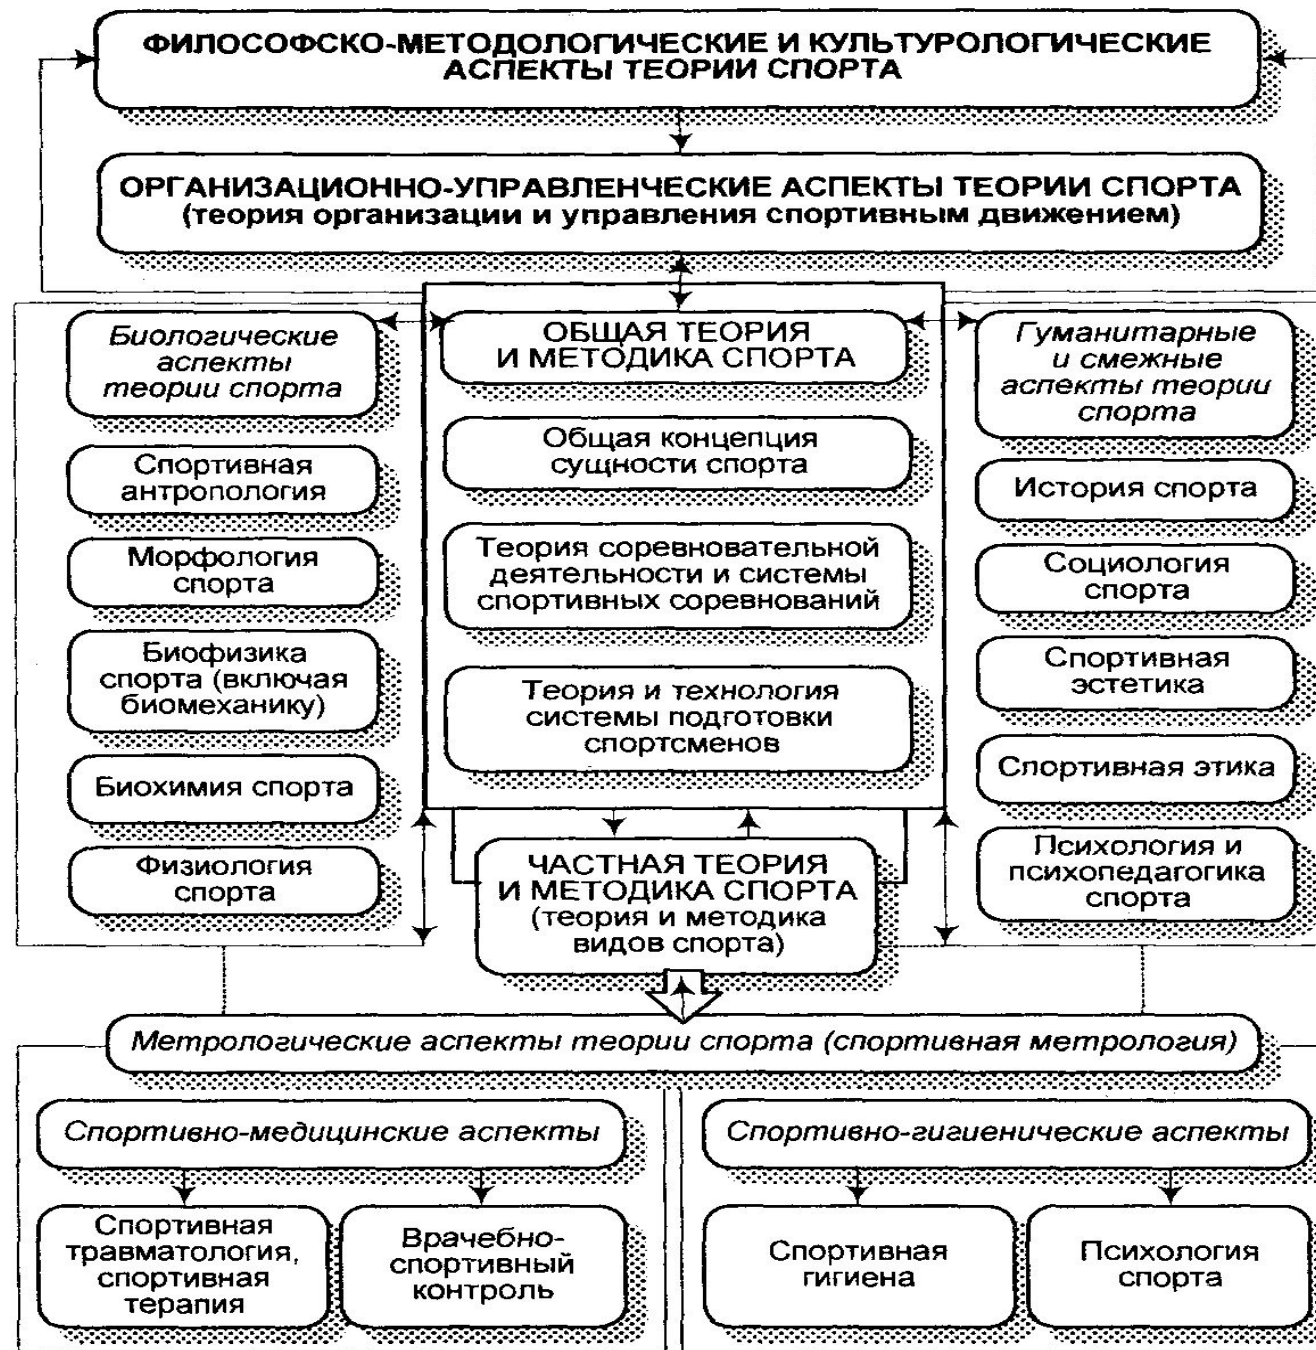 ФИЛОСОФСКО-МЕТОДОЛОГИЧЕСКИЕ И КУЛЬТУРОЛОГИЧЕСКИЕ
АСПЕКТЫ ТЕОРИИ СПОРТА
ОРГАНИЗАЦИОННО-УПРАВЛЕНЧЕСКИЕ АСПЕКТЫ ТЕОРИИ СПОРТА
(теория организации и управления спортивным движением)
Биологические
аспекты
теории спорта
Спортивная
антропология
Морфология
спорта
Биофизика
спорта (включая
биомеханику)
Биохимия спорта
Физиология
спорта
ОБЩАЯ ТЕОРИЯ
И МЕТОДИКА СПОРТА
Общая концепция
сущности спорта
Теория соревновательной
деятельности и системы
спортивных соревнований
Теория и технология
системы подготовки
спортсменов
ЧАСТНАЯ ТЕОРИЯ
И МЕТОДИКА СПОРТА
(теория и методика
видов спорта)
Гуманитарные
и смежные
аспекты теории
спорта
История спорта
Социология
спорта
Спортивная
эстетика
Спортивная этика
Психология и
психопедагогика
спорта
Метрологические аспекты теории спорта (спортивная метрология)
Спортивно-медицинские аспекты
Спортивная
травматология,
спортивная
терапия
Врачебно-
спортивный
контроль
Спортивно-гигиенические аспекты
Спортивная
гигиена
Психология
спорта